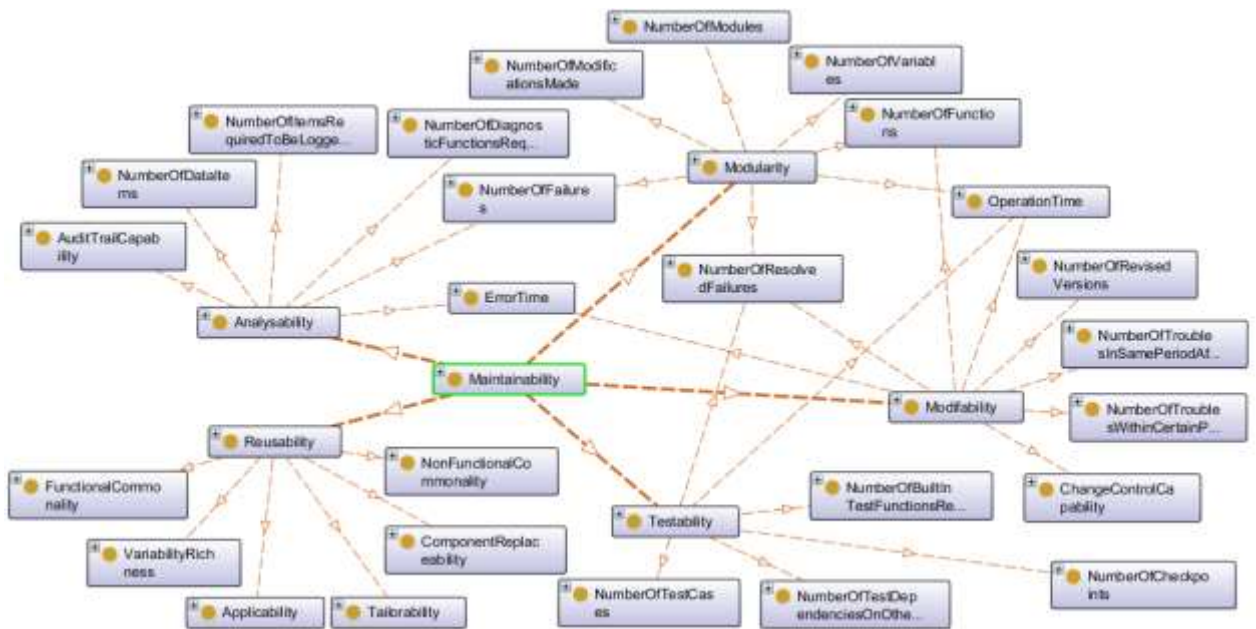 NumberOfModules
NumberOfModific
ationsMade
NumberOfVariabl
es
NumberOfItemsRe
quiredToBeLogge...
NumberOfDiagnos
ticFunctionsReq...
NumberOfFunctio
ns
NumberOfDataIte
ms
NumberOfFailure
s
Modularity
OperationTime
AuditTrailCapab
ility
NumberOfResolve
dFailures
NumberOfRevised
Versions
ErrorTime
Analysability
NumberOfTrouble
sInSamePeriodAf...
Maintainability
Modifability
NumberOfTrouble
sWithinCertainP...
Reusability
NonFunctionalCo
mmonality
FunctionalCommo
nality
NumberOfBuiltIn
TestFunctionsRe...
ChangeControlCa
pability
Testability
VariabilityRich
ness
ComponentReplac
eability
NumberOfCheckpo
ints
Applicability
Tailorability
NumberOfTestCas
es
NumberOfTestDep
endenciesOnOthe...